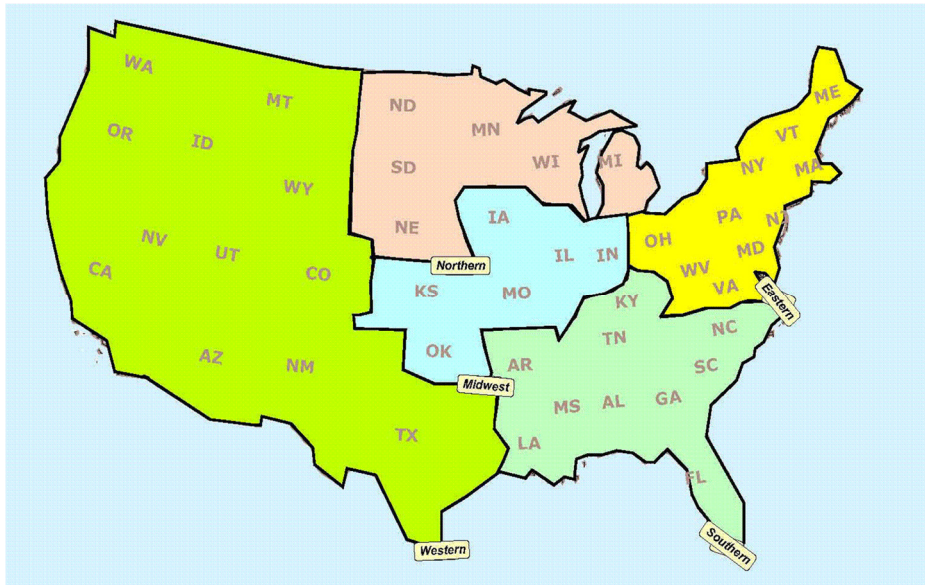 WA
MT
ND
ME
OR
ID
MN
VT
WI
MI
SD
NY
MA
WY
NE
IA
PA
NJ
NV
UT
OH
MD
IL
IN
CA
CO
Northern
WV
KS
MO
VA
Eastern
KY
NC
TN
AZ
NM
OK
AR
SC
Midwest
MS
AL
GA
TX
LA
FL
Western
Southern